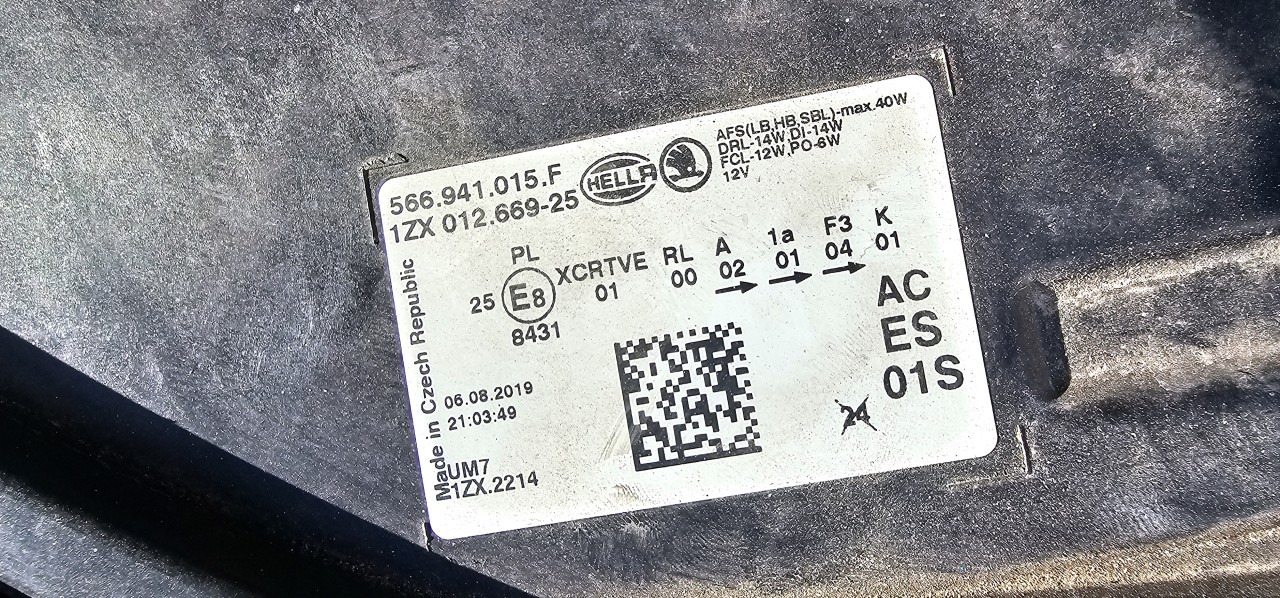 566.941.015.F
1ZX 012.669-25
HELLA
AFS(LB,HB,SBL)-max.40W
DRL-14W,DI-14W
FCL-12W,PO-6W
12V
PL XCRTVE RL A 1a F3 K
25 E8 01 00 02 01 04 01
8431
→ → →
AC
ES
01S
Made in Czech Republic
06.08.2019
21:03:49
24
UM7
1ZX.2214